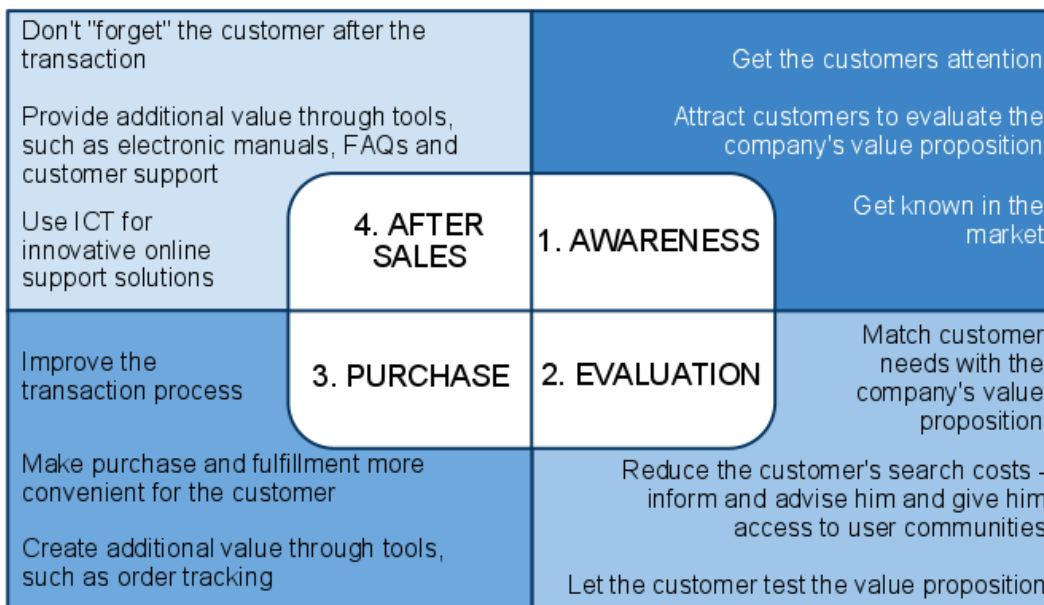 Don't "forget" the customer after the
transaction
Provide additional value through tools,
such as electronic manuals, FAQs and
customer support
Use ICT for
innovative online
support solutions
4. AFTER
SALES
Get the customers attention
Attract customers to evaluate the
company's value proposition
Get known in the
market
1. AWARENESS
Improve the
transaction process
3. PURCHASE
Make purchase and fulfillment more
convenient for the customer
Create additional value through tools,
such as order tracking
2. EVALUATION
Match customer
needs with the
company's value
proposition
Reduce the customer's search costs -
inform and advise him and give him
access to user communities
Let the customer test the value proposition